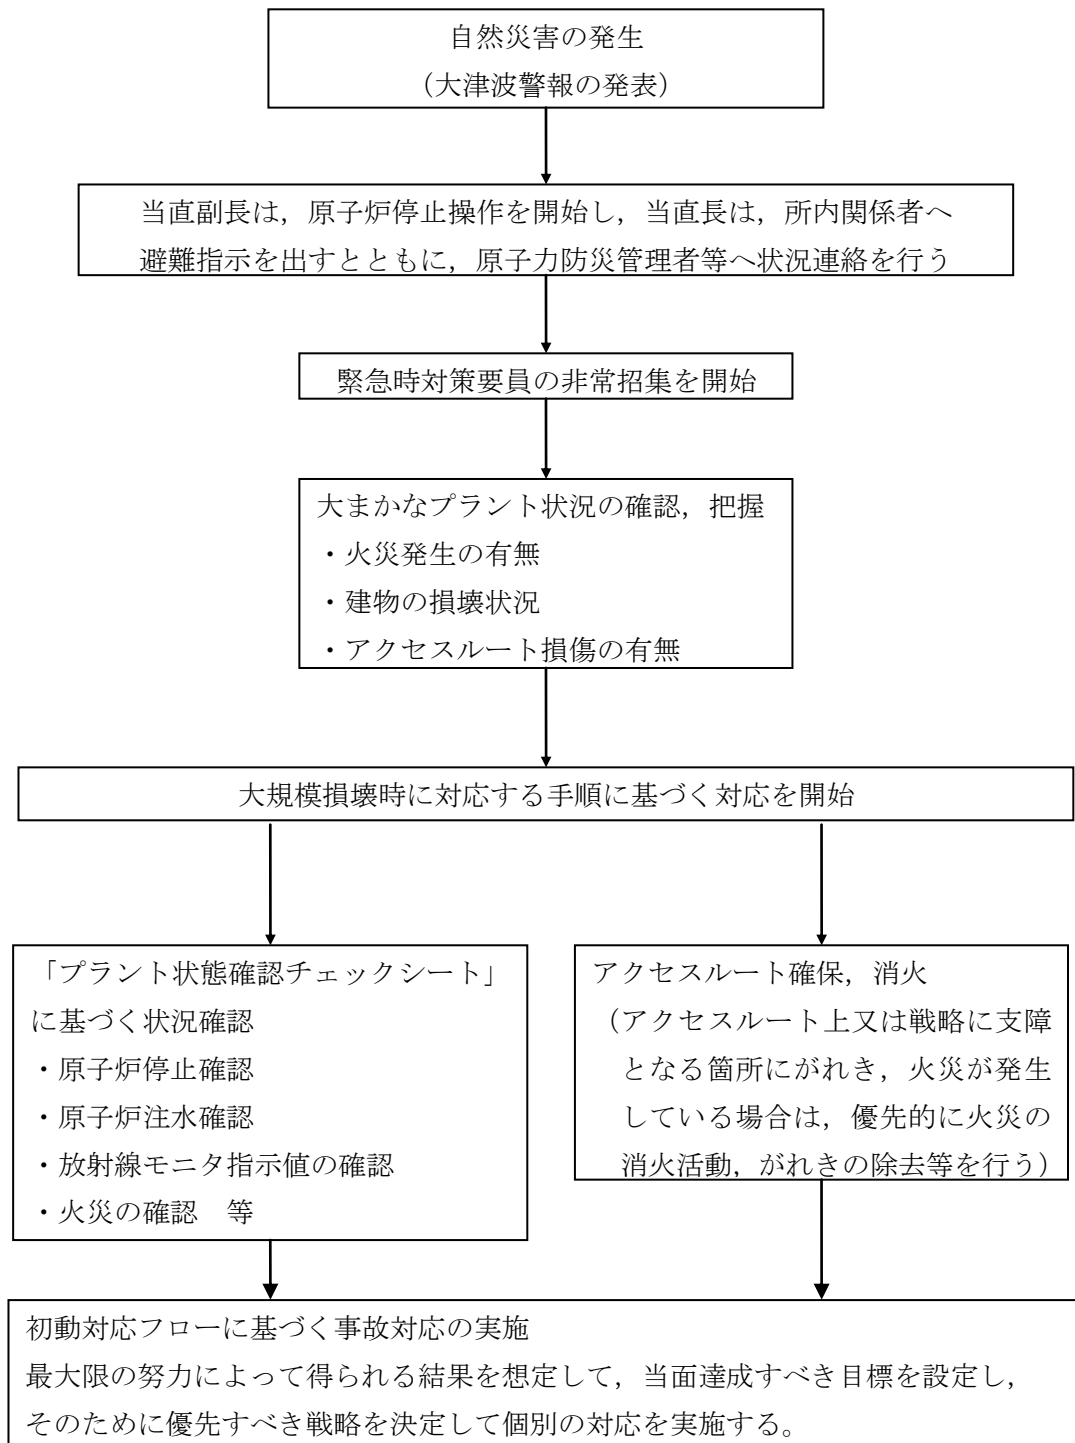 自然災害の発生
（大津波警報の発表）
当直副長は，原子炉停止操作を開始し，当直長は，所内関係者へ
避難指示を出すとともに，原子力防災管理者等へ状況連絡を行う
緊急時対策要員の非常招集を開始
大まかなプラント状況の確認，把握
・火災発生の有無
・建物の損壊状況
・アクセスルート損傷の有無
大規模損壊時に対応する手順に基づく対応を開始
「プラント状態確認チェックシート」
に基づく状況確認
・原子炉停止確認
・原子炉注水確認
・放射線モニタ指示値の確認
・火災の確認　等
アクセスルート確保，消火
（アクセスルート上又は戦略に支障
となる箇所にがれき，火災が発生
している場合は，優先的に火災の
消火活動，がれきの除去等を行う）
初動対応フローに基づく事故対応の実施
最大限の努力によって得られる結果を想定して，当面達成すべき目標を設定し，
そのために優先すべき戦略を決定して個別の対応を実施する。